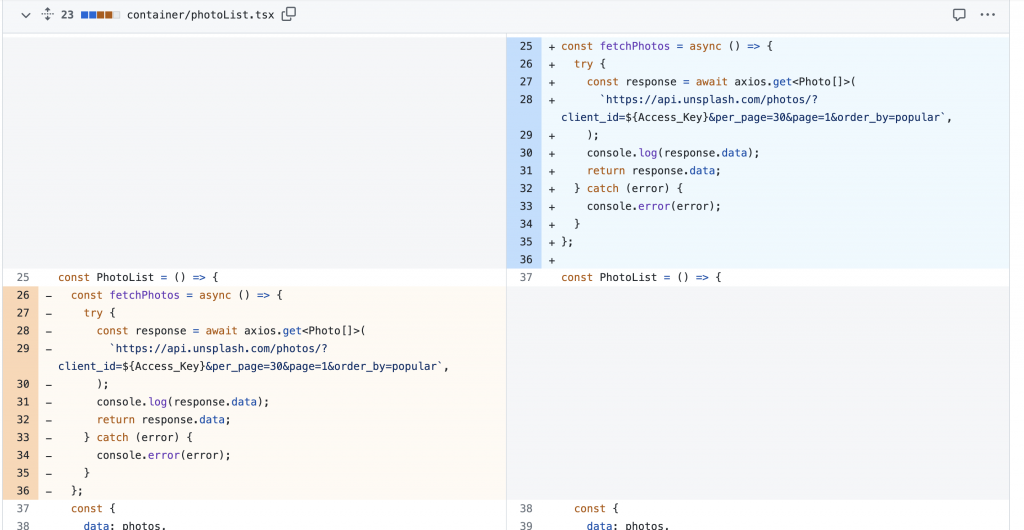 23 container/photoList.tsx
25 + const fetchPhotos = async () => {
26 + try {
27 + const response = await axios.get<Photo[]>(
28 + `https://api.unsplash.com/photos/?
client_id=${Access_Key}&per_page=30&page=1&order_by=popular`,
29 + );
30 + console.log(response.data);
31 + return response.data;
32 + } catch (error) {
33 + console.error(error);
34 + }
35 + };
36 +
25 const PhotoList = () => {
37 const PhotoList = () => {
26 - const fetchPhotos = async () => {
27 - try {
28 - const response = await axios.get<Photo[]>(
29 - `https://api.unsplash.com/photos/?
client_id=${Access_Key}&per_page=30&page=1&order_by=popular`,
30 - );
31 - console.log(response.data);
32 - return response.data;
33 - } catch (error) {
34 - console.error(error);
35 - }
36 - };
37 const {
38 const {
38 data: photos,
39 data: photos,